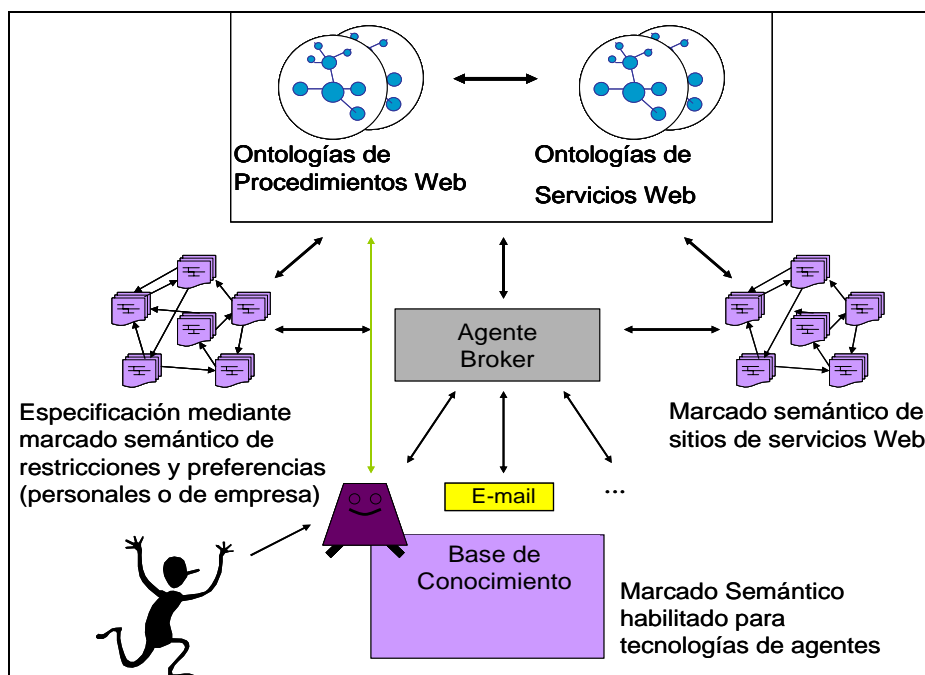 Ontologías de
Procedimientos Web
Ontologías de
Servicios Web
Agente
Broker
Especificación mediante
marcado semántico de
restricciones y preferencias
(personales o de empresa)
Marcado semántico de
sitios de servicios Web
E-mail
...
Base de
Conocimiento
Marcado Semántico
habilitado para
tecnologías de agentes